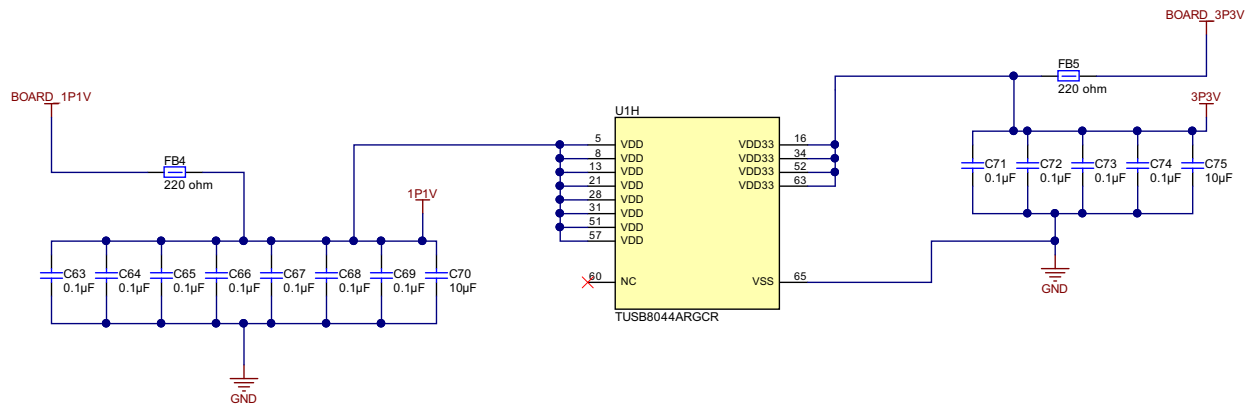 BOARD_3P3V
FB5
220 ohm
3P3V
BOARD_1P1V
FB4
220 ohm
1P1V
U1H
5 VDD VDD33 16
8 VDD VDD33 34
13 VDD VDD33 52
21 VDD VDD33 63
28 VDD
31 VDD
51 VDD
57 VDD
60 NC VSS 65
TUSB8044ARGCR
C71 C72 C73 C74 C75
0.1µF 0.1µF 0.1µF 0.1µF 10µF
GND
C63 C64 C65 C66 C67 C68 C69 C70
0.1µF 0.1µF 0.1µF 0.1µF 0.1µF 0.1µF 0.1µF 10µF
GND